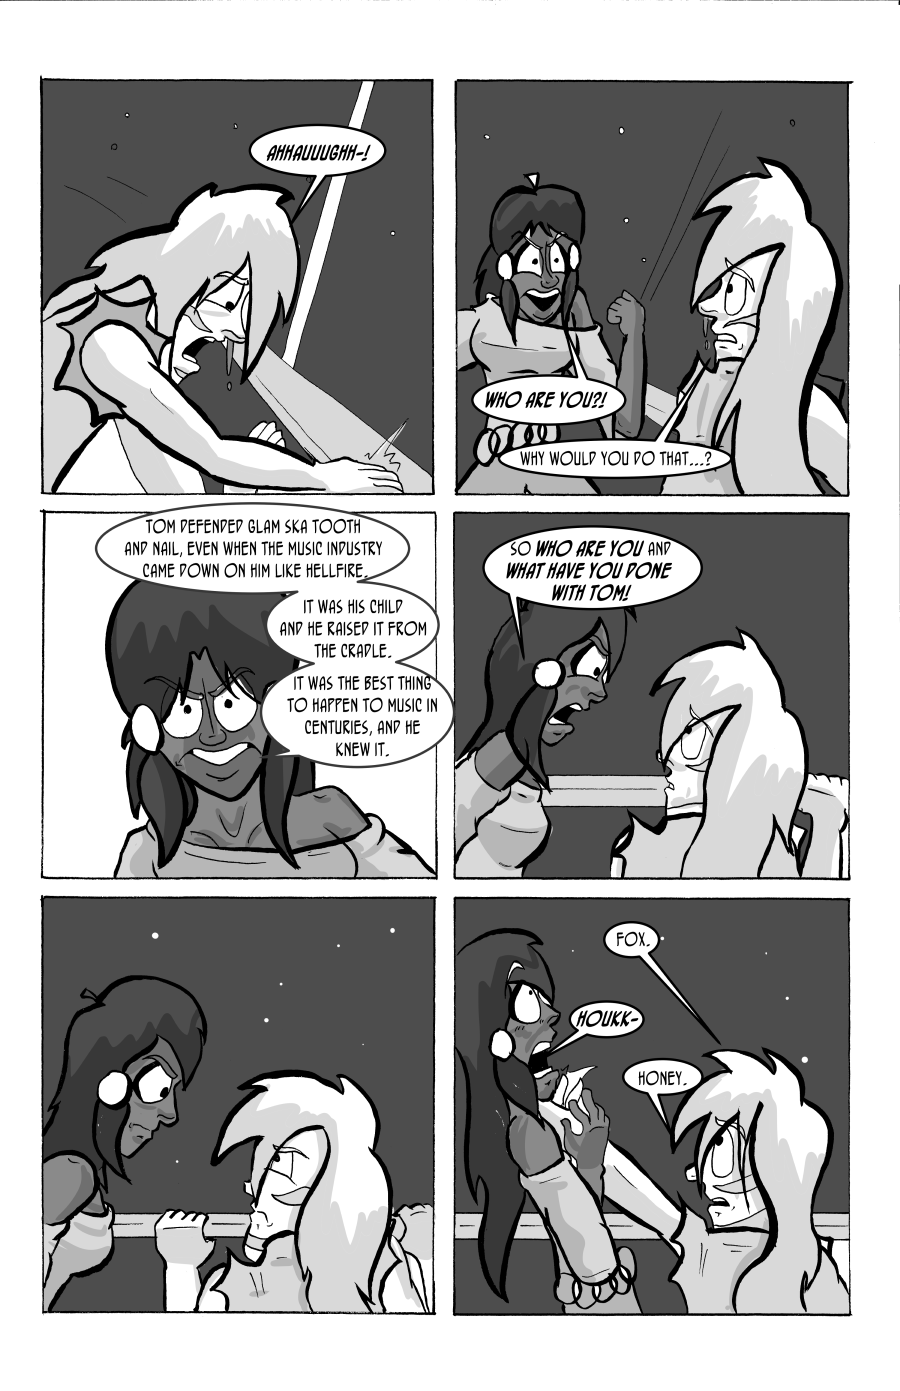 AHHAUUUGHH-!
WHO ARE YOU?!
WHY WOULD YOU DO THAT...?
TOM DEFENDED GLAM SKA TOOTH
AND NAIL, EVEN WHEN THE MUSIC INDUSTRY
CAME DOWN ON HIM LIKE HELLFIRE.
IT WAS HIS CHILD
AND HE RAISED IT FROM
THE CRADLE.
IT WAS THE BEST THING
TO HAPPEN TO MUSIC IN
CENTURIES, AND HE
KNEW IT.
SO WHO ARE YOU AND
WHAT HAVE YOU DONE
WITH TOM!
FOX.
HOUKK-
HONEY.